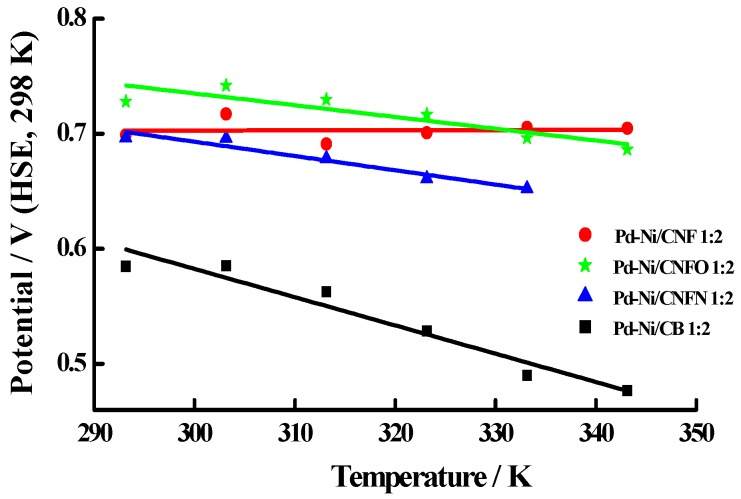 0.8
0.7
0.6
0.5
Potential / V (HSE, 298 K)
Pd-Ni/CNF 1:2
Pd-Ni/CNFO 1:2
Pd-Ni/CNFN 1:2
Pd-Ni/CB 1:2
290 300 310 320 330 340 350
Temperature / K